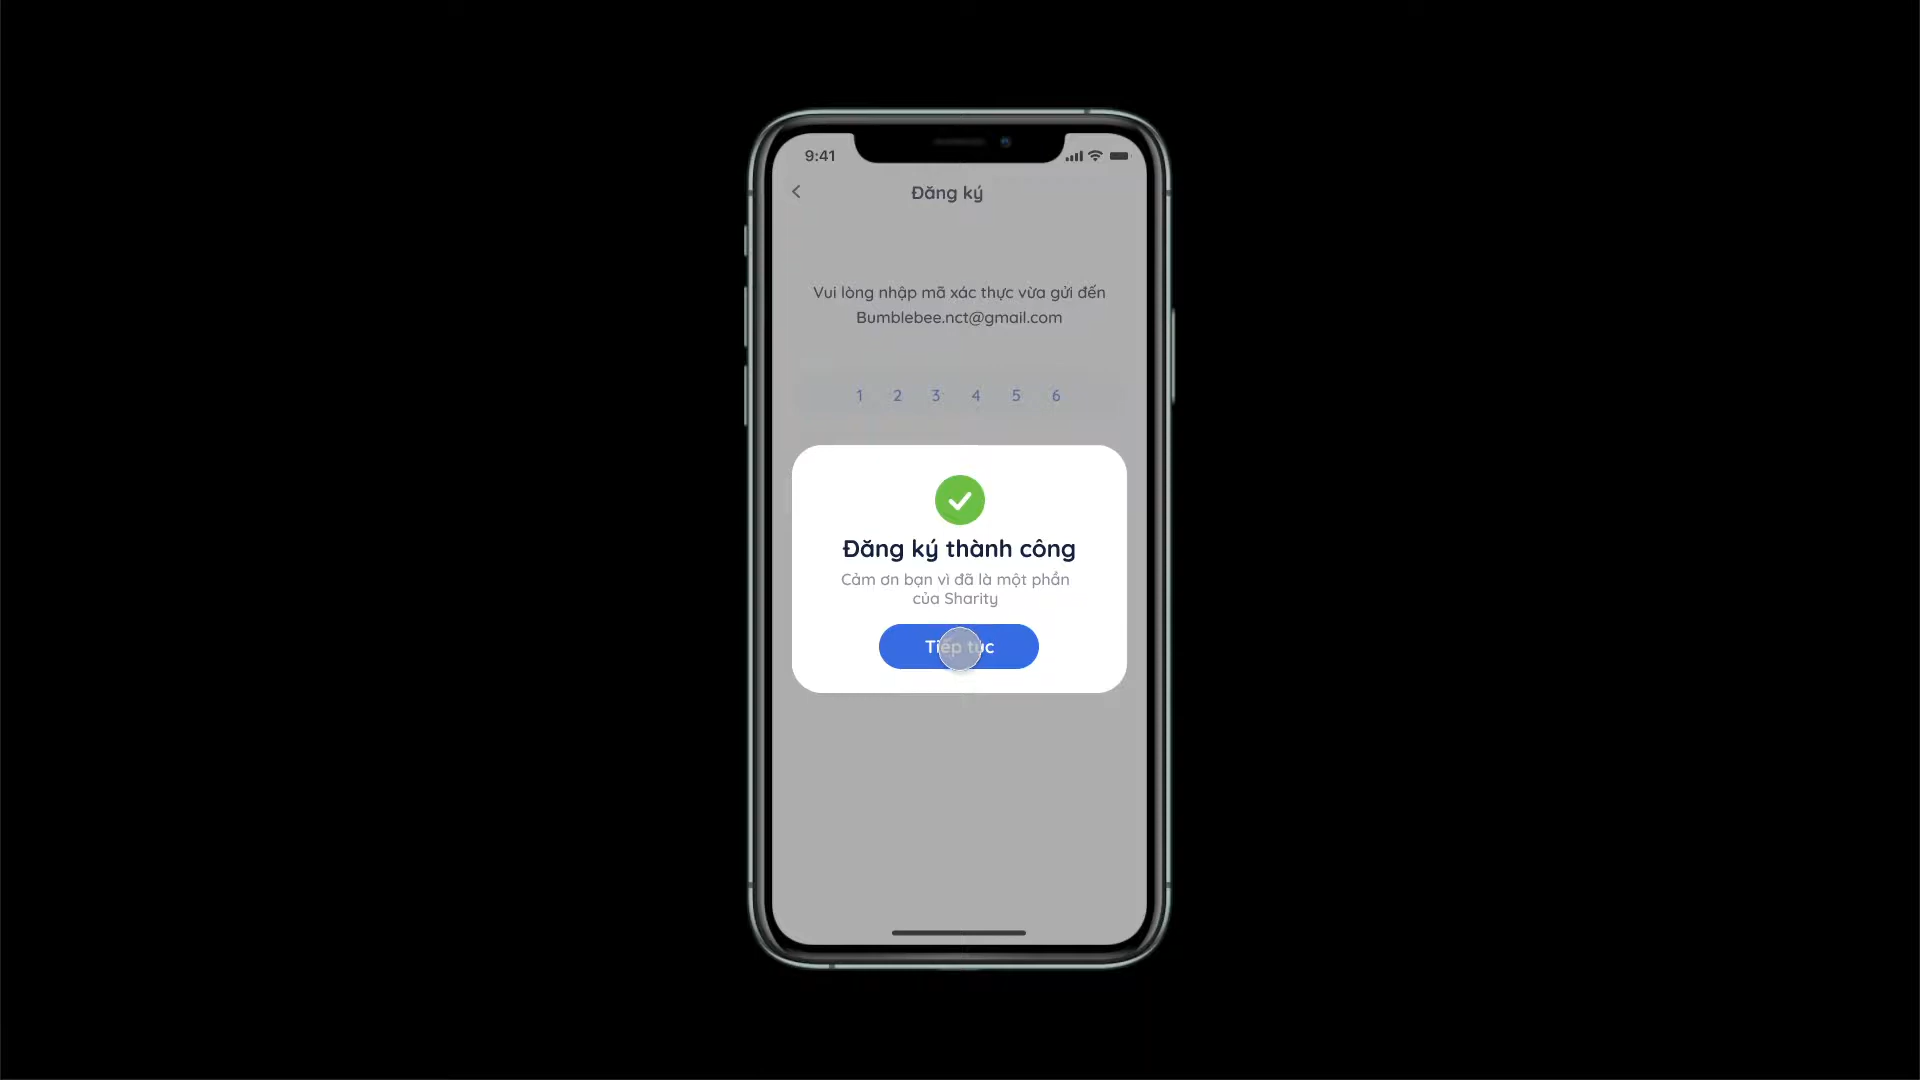 9:41
Đăng ký
Vui lòng nhập mã xác thực vừa gửi đến
Bumblebee.nct@gmail.com
1 2 3 4 5 6
Đăng ký thành công
Cảm ơn bạn vì đã là một phần
của Sharity
Tiếp tục